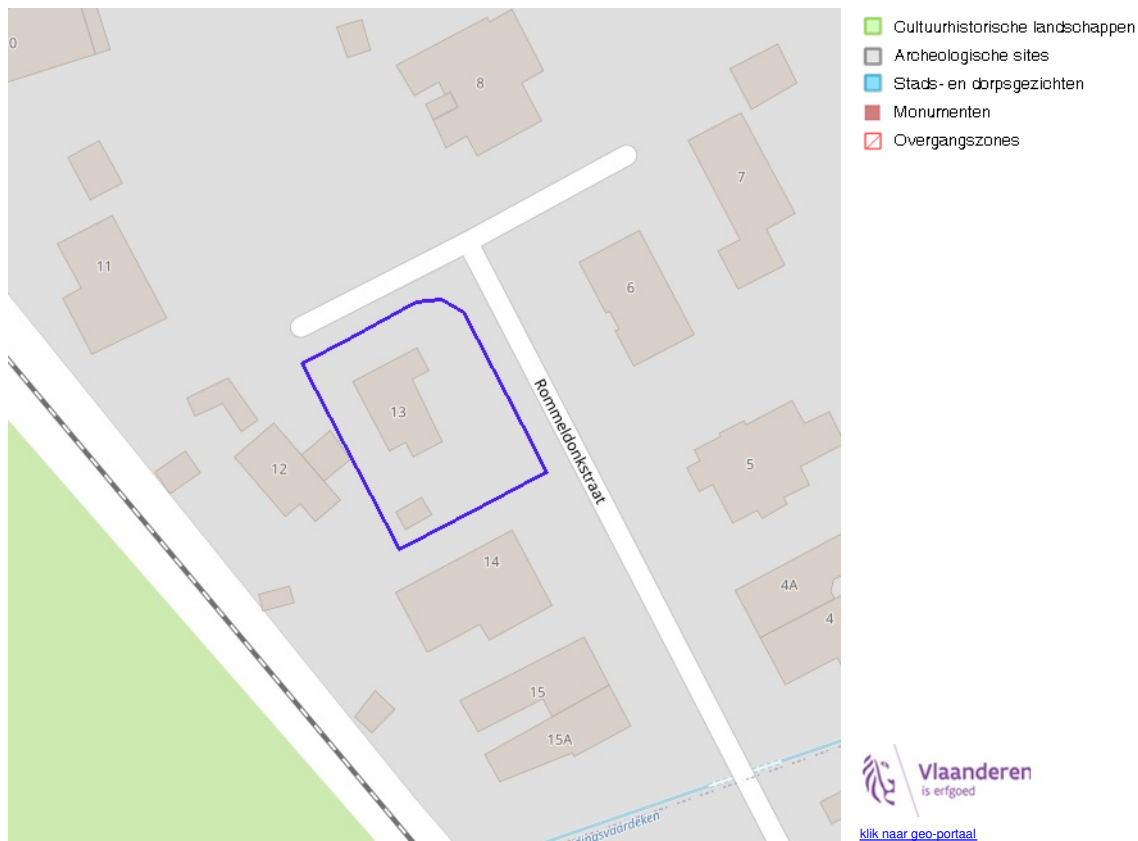 0
8
7
11
6
13
12
5
Rommeldonkstraat
14
4A
4
15
15A
Cultuurhistorische landschappen
Archeologische sites
Stads- en dorpsgezichten
Monumenten
Overgangszones
Vlaanderen
is erfgoed
klik naar geo-portaal